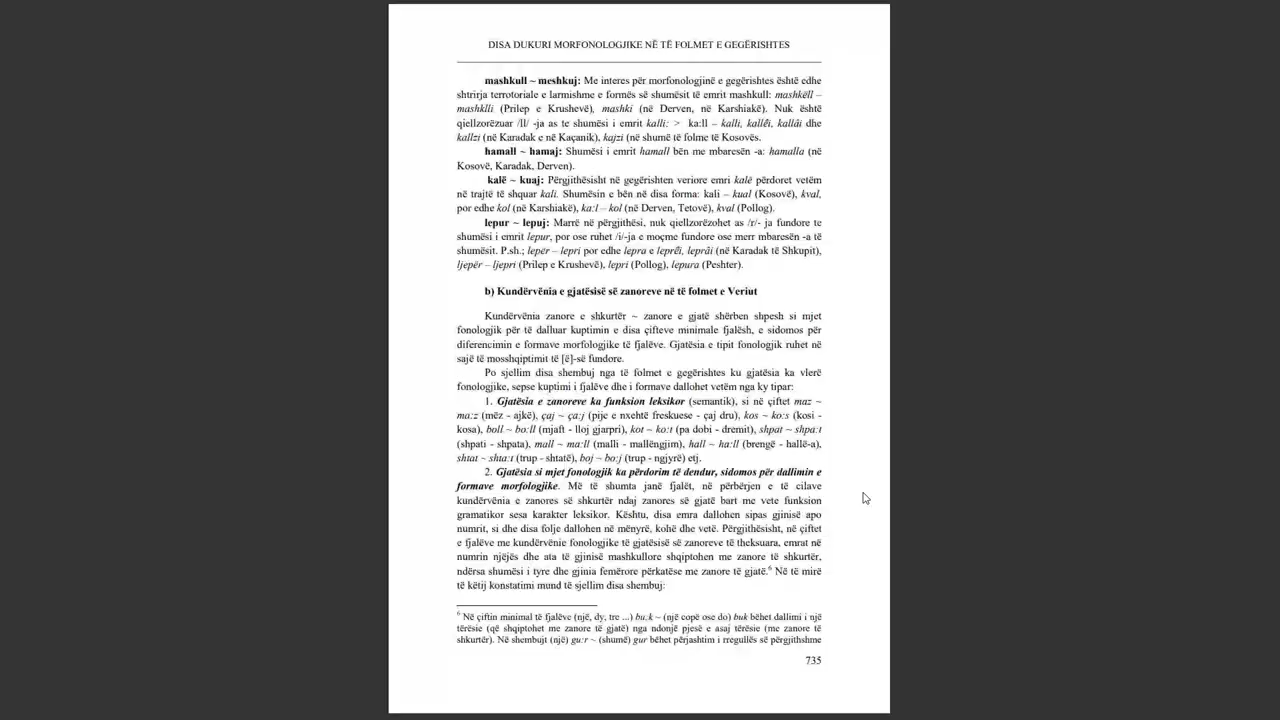 DISA DUKURI MORFONOLOGJIKE NË TË FOLMET E GEGËRISHTES
mashkull ~ meshkuj: Me interes për morfonologjinë e gegërishtes është edhe
shtrirja territoriale e larmishme e formës së shumësit të emrit mashkull: mashkëll –
mashklli (Prilep e Krushevë), mashki (në Derven, në Karshiakë). Nuk është
qiellzorëzuar /ll/ -ja as te shumësi i emrit kalli: > ka:ll – kalli, kallẽi, kallâi dhe
kallzi (në Karadak e në Kaçanik), kajzi (në shumë të folme të Kosovës.
hamall ~ hamaj: Shumësi i emrit hamall bën me mbaresën -a: hamalla (në
Kosovë, Karadak, Derven).
kalë ~ kuaj: Përgjithësisht në gegërishten veriore emri kalë përdoret vetëm
në trajtë të shquar kali. Shumësin e bën në disa forma: kali – kual (Kosovë), kval,
por edhe kol (në Karshiakë), ka:l – kol (në Derven, Tetovë), kval (Pollog).
lepur ~ lepuj: Marrë në përgjithësi, nuk qiellzorëzohet as /r/- ja fundore te
shumësi i emrit lepur, por ose ruhet /i/-ja e moçme fundore ose merr mbaresën -a të
shumësit. P.sh.; lepër – lepri por edhe lepra e leprẽi, leprâi (në Karadak të Shkupit),
ljepër – ljepri (Prilep e Krushevë), lepri (Pollog), lepura (Peshter).
b) Kundërvënia e gjatësisë së zanoreve në të folmet e Veriut
Kundërvënia zanore e shkurtër ~ zanore e gjatë shërben shpesh si mjet
fonologjik për të dalluar kuptimin e disa çifteve minimale fjalësh, e sidomos për
diferencimin e formave morfologjike të fjalëve. Gjatësia e tipit fonologjik ruhet në
sajë të mosshqiptimit të [ë]-së fundore.
Po sjellim disa shembuj nga të folmet e gegërishtes ku gjatësia ka vlerë
fonologjike, sepse kuptimi i fjalëve dhe i formave dallohet vetëm nga ky tipar:
1. Gjatësia e zanoreve ka funksion leksikor (semantik), si në çiftet maz ~
ma:z (mëz - ajkë), çaj ~ ça:j (pije e nxehtë freskuese - çaj dru), kos ~ ko:s (kosi -
kosa), boll ~ bo:ll (mjaft - lloj gjarpri), kot ~ ko:t (pa dobi - dremit), shpat ~ shpa:t
(shpati - shpata), mall ~ ma:ll (malli - mallëngjim), hall ~ ha:ll (brengë - hallë-a),
shtat ~ shta:t (trup - shtatë), boj ~ bo:j (trup - ngjyrë) etj.
2. Gjatësia si mjet fonologjik ka përdorim të dendur, sidomos për dallimin e
formave morfologjike. Më të shumta janë fjalët, në përbërjen e të cilave
kundërvënia e zanores së shkurtër ndaj zanores së gjatë bart me vete funksion
gramatikor sesa karakter leksikor. Kështu, disa emra dallohen sipas gjinisë apo
numrit, si dhe disa folje dallohen në mënyrë, kohë dhe vetë. Përgjithësisht, në çiftet
e fjalëve me kundërvënie fonologjike të gjatësisë së zanoreve të theksuara, emrat në
numrin njëjës dhe ata të gjinisë mashkullore shqiptohen me zanore të shkurtër,
ndërsa shumësi i tyre dhe gjinia femërore përkatëse me zanore të gjatë.⁶ Në të mirë
të këtij konstatimi mund të sjellim disa shembuj:
⁶ Në çiftin minimal të fjalëve (një, dy, tre ...) bu:k ~ (një copë ose do) buk bëhet dallimi i një
tërësie (që shqiptohet me zanore të gjatë) nga ndonjë pjesë e asaj tërësie (me zanore të
shkurtër). Në shembujt (një) gu:r ~ (shumë) gur bëhet përjashtim i rregullës së përgjithshme
735